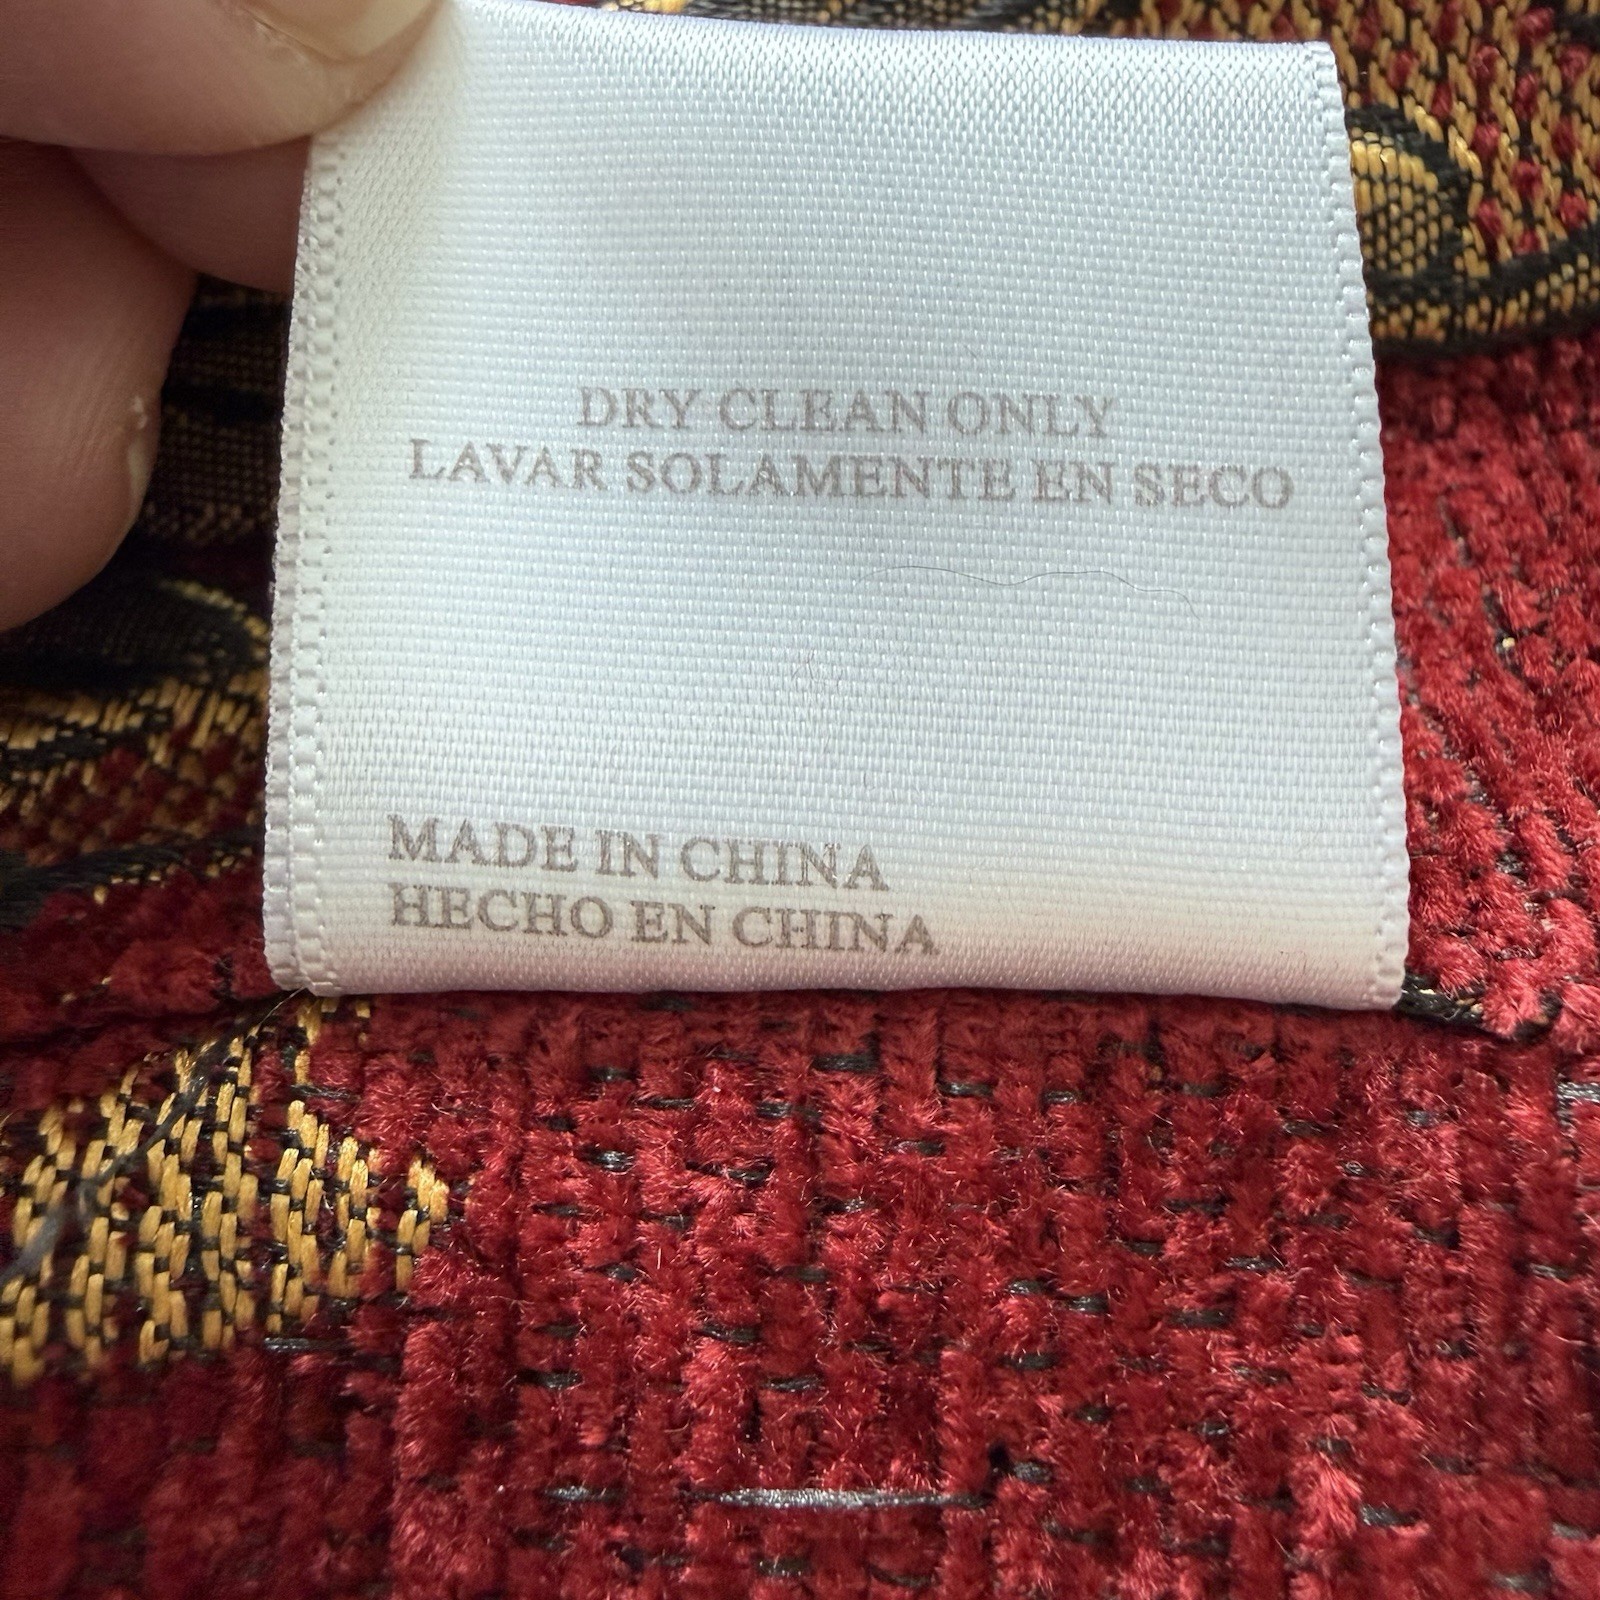 DRY CLEAN ONLY
LAVAR SOLAMENTE EN SECO
MADE IN CHINA
HECHO EN CHINA